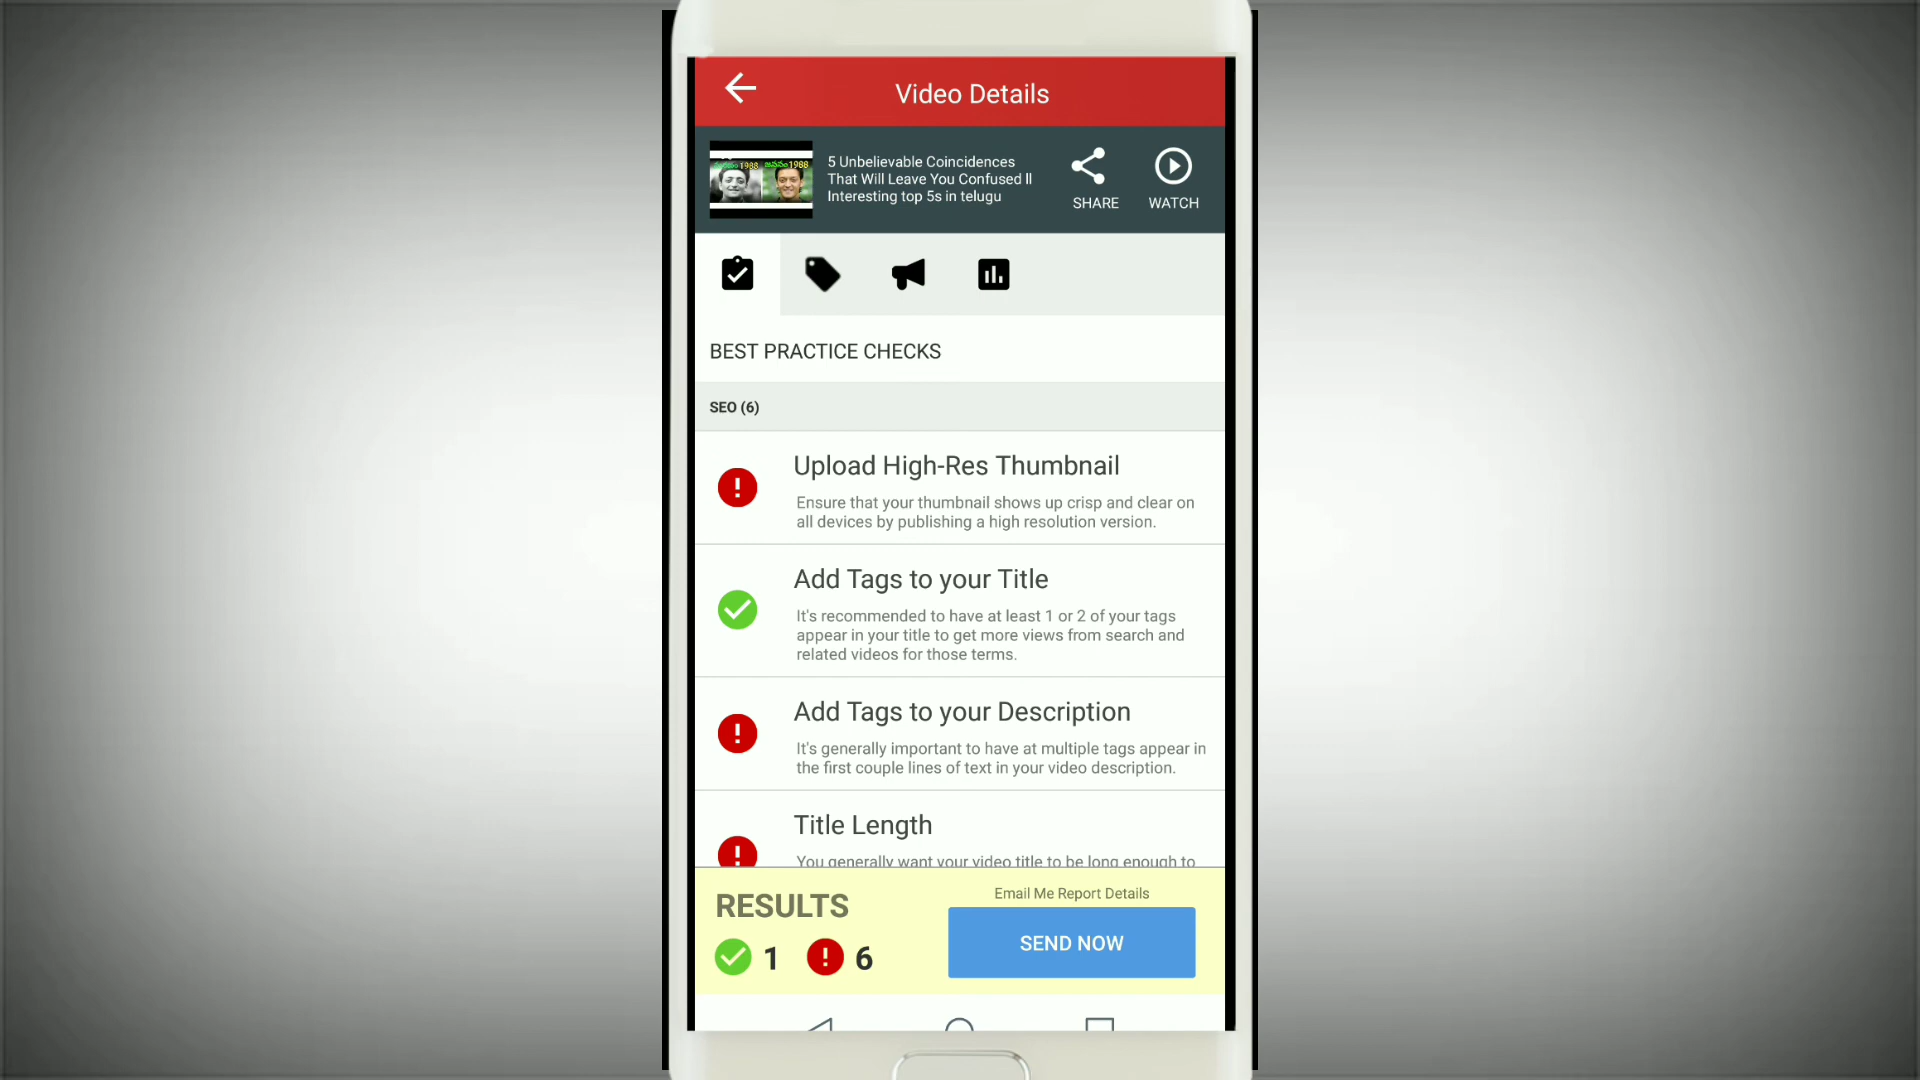 Video Details
జననం 1988
5 Unbelievable Coincidences
That Will Leave You Confused ll
Interesting top 5s in telugu
SHARE
WATCH
BEST PRACTICE CHECKS
SEO (6)
Upload High-Res Thumbnail
Ensure that your thumbnail shows up crisp and clear on
all devices by publishing a high resolution version.
Add Tags to your Title
It's recommended to have at least 1 or 2 of your tags
appear in your title to get more views from search and
related videos for those terms.
Add Tags to your Description
It's generally important to have at multiple tags appear in
the first couple lines of text in your video description.
Title Length
You generally want your video title to be long enough to
RESULTS
1
6
Email Me Report Details
SEND NOW